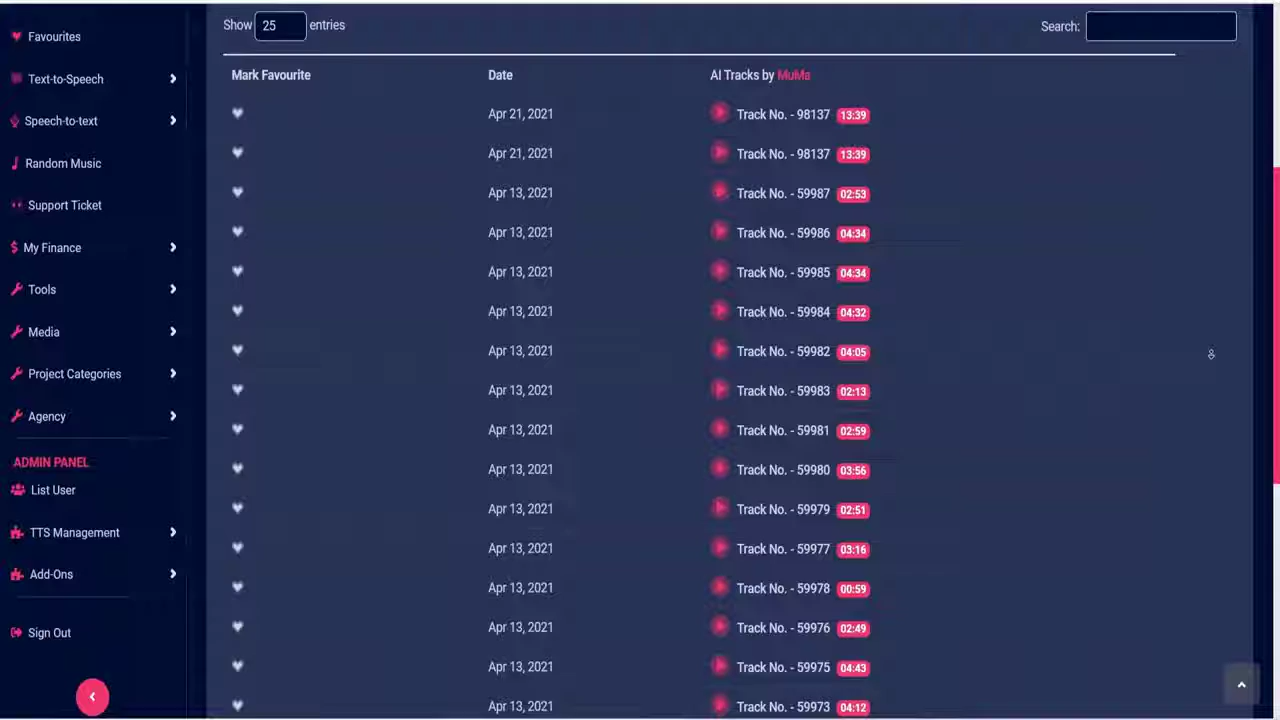 Show 25 entries
Search:
Favourites
Text-to-Speech
Speech-to-text
Random Music
Support Ticket
My Finance
Tools
Media
Project Categories
Agency
ADMIN PANEL
List User
TTS Management
Add-Ons
Sign Out
Mark Favourite Date AI Tracks by MuMa
Apr 21, 2021 Track No. - 98137 13:39
Apr 21, 2021 Track No. - 98137 13:39
Apr 13, 2021 Track No. - 59987 02:53
Apr 13, 2021 Track No. - 59986 04:34
Apr 13, 2021 Track No. - 59985 04:34
Apr 13, 2021 Track No. - 59984 04:32
Apr 13, 2021 Track No. - 59982 04:05
Apr 13, 2021 Track No. - 59983 02:13
Apr 13, 2021 Track No. - 59981 02:59
Apr 13, 2021 Track No. - 59980 03:56
Apr 13, 2021 Track No. - 59979 02:51
Apr 13, 2021 Track No. - 59977 03:16
Apr 13, 2021 Track No. - 59978 00:59
Apr 13, 2021 Track No. - 59976 02:49
Apr 13, 2021 Track No. - 59975 04:43
Apr 13, 2021 Track No. - 59973 04:12